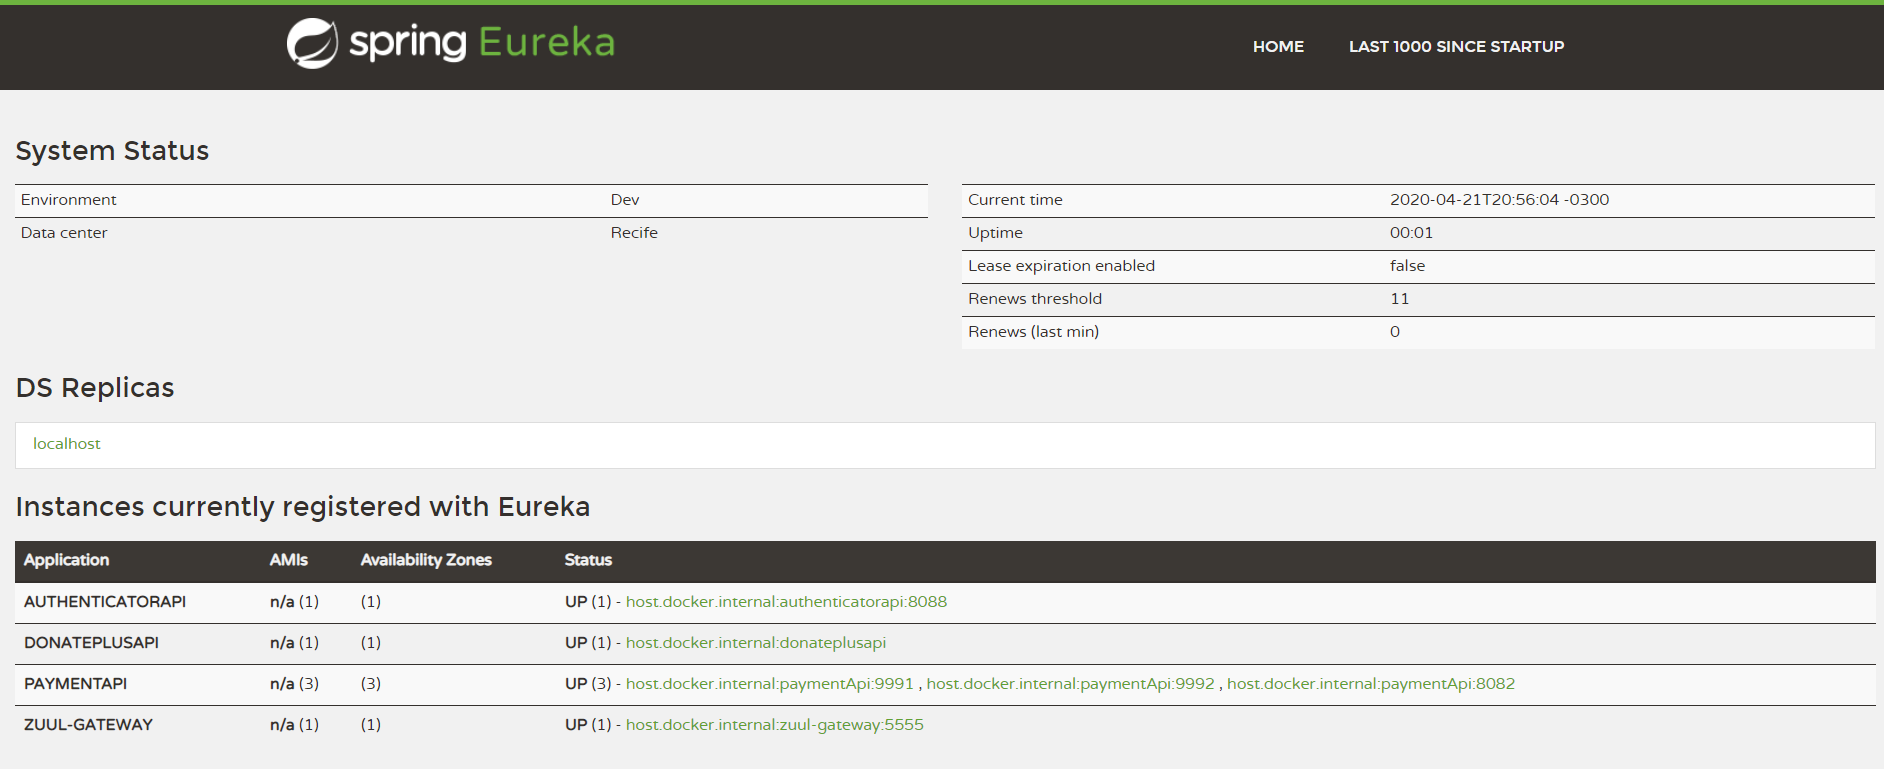 spring Eureka
HOME LAST 1000 SINCE STARTUP
System Status
Environment Dev
Data center Recife
Current time 2020-04-21T20:56:04 -0300
Uptime 00:01
Lease expiration enabled false
Renews threshold 11
Renews (last min) 0
DS Replicas
localhost
Instances currently registered with Eureka
Application AMIs Availability Zones Status
AUTHENTICATORAPI n/a (1) (1) UP (1) - host.docker.internal:authenticatorapi:8088
DONATEPLUSAPI n/a (1) (1) UP (1) - host.docker.internal:donateplusapi
PAYMENTAPI n/a (3) (3) UP (3) - host.docker.internal:paymentApi:9991 , host.docker.internal:paymentApi:9992 , host.docker.internal:paymentApi:8082
ZUUL-GATEWAY n/a (1) (1) UP (1) - host.docker.internal:zuul-gateway:5555